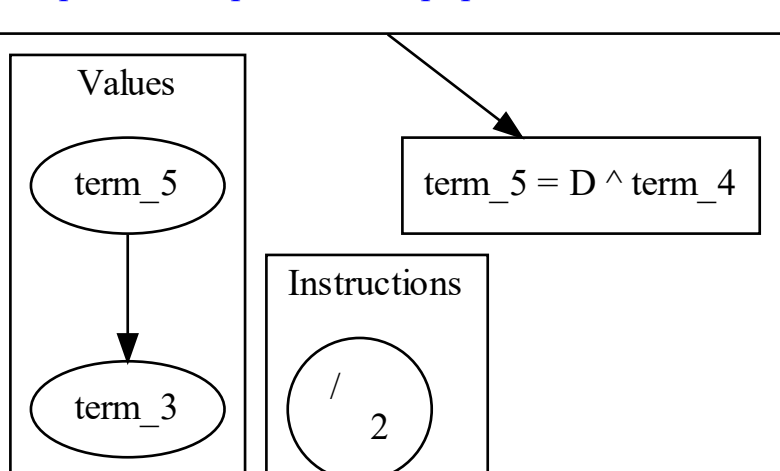 Values
term_5
term_5 = D ^ term_4
Instructions
term_3
/
2